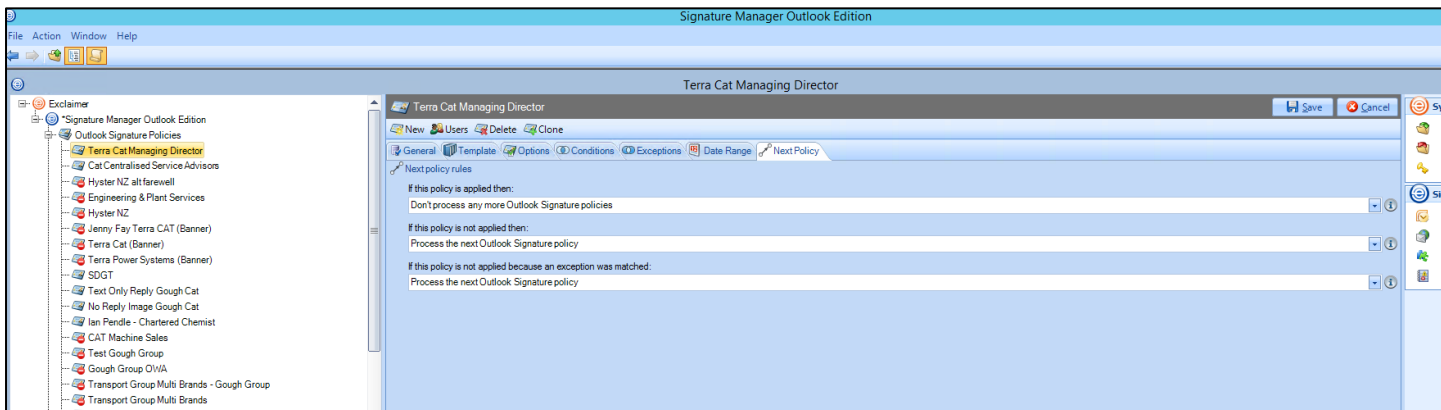 Signature Manager Outlook Edition
File Action Window Help
Terra Cat Managing Director
Exclaimer
*Signature Manager Outlook Edition
Outlook Signature Policies
Terra Cat Managing Director
Cat Centralised Service Advisors
Hyster NZ alt farewell
Engineering & Plant Services
Hyster NZ
Jenny Fay Terra CAT (Banner)
Terra Cat (Banner)
Terra Power Systems (Banner)
SDGT
Text Only Reply Gough Cat
No Reply Image Gough Cat
Ian Pendle - Chartered Chemist
CAT Machine Sales
Test Gough Group
Gough Group OWA
Transport Group Multi Brands - Gough Group
Transport Group Multi Brands
Terra Cat Managing Director
Save Cancel
New Users Delete Clone
General Template Options Conditions Exceptions Date Range Next Policy
Next policy rules
If this policy is applied then:
Don't process any more Outlook Signature policies
If this policy is not applied then:
Process the next Outlook Signature policy
If this policy is not applied because an exception was matched:
Process the next Outlook Signature policy
Sy
Si